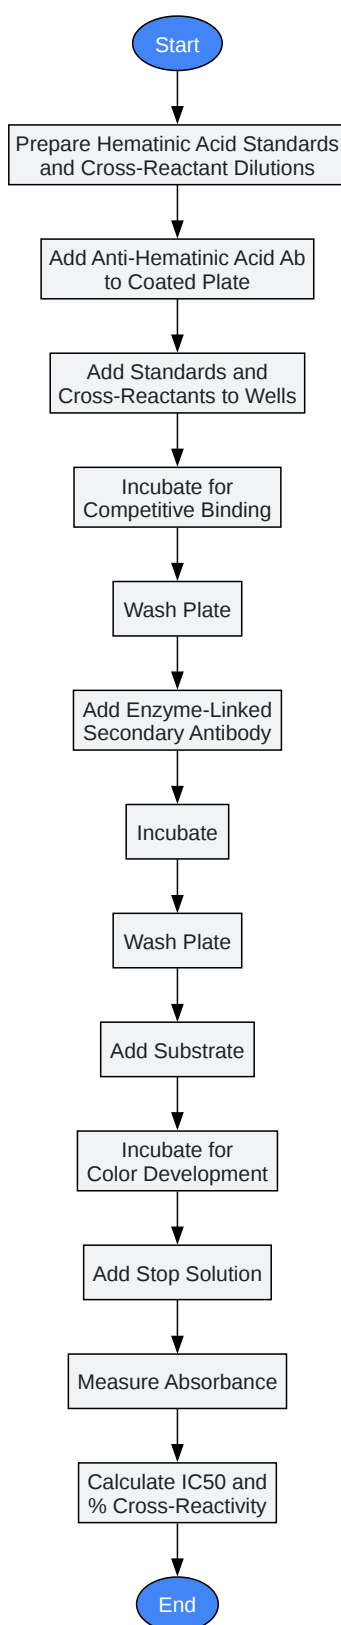 Start
Prepare Hematinic Acid Standards
and Cross-Reactant Dilutions
Add Anti-Hematinic Acid Ab
to Coated Plate
Add Standards and
Cross-Reactants to Wells
Incubate for
Competitive Binding
Wash Plate
Add Enzyme-Linked
Secondary Antibody
Incubate
Wash Plate
Add Substrate
Incubate for
Color Development
Add Stop Solution
Measure Absorbance
Calculate IC50 and
% Cross-Reactivity
End